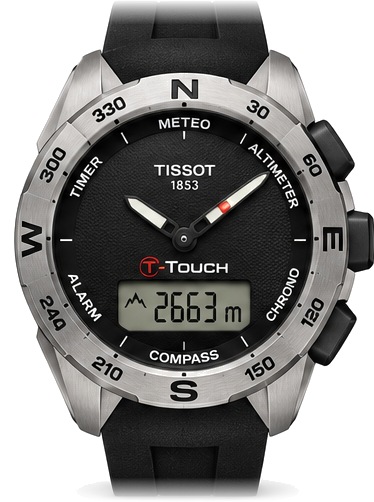 N
30
60
E
120
150
S
210
240
W
300
330
METEO
ALTIMETER
CHRONO
COMPASS
ALARM
TIMER
TISSOT
1853
T-TOUCH
2663 m